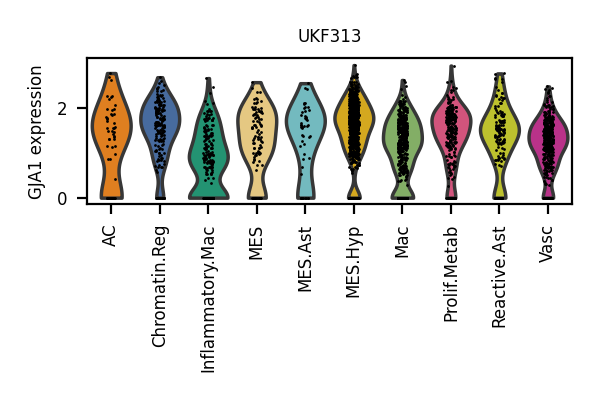 UKF313
GJA1 expression
2
0
AC
Chromatin.Reg
Inflammatory.Mac
MES
MES.Ast
MES.Hyp
Mac
Prolif.Metab
Reactive.Ast
Vasc